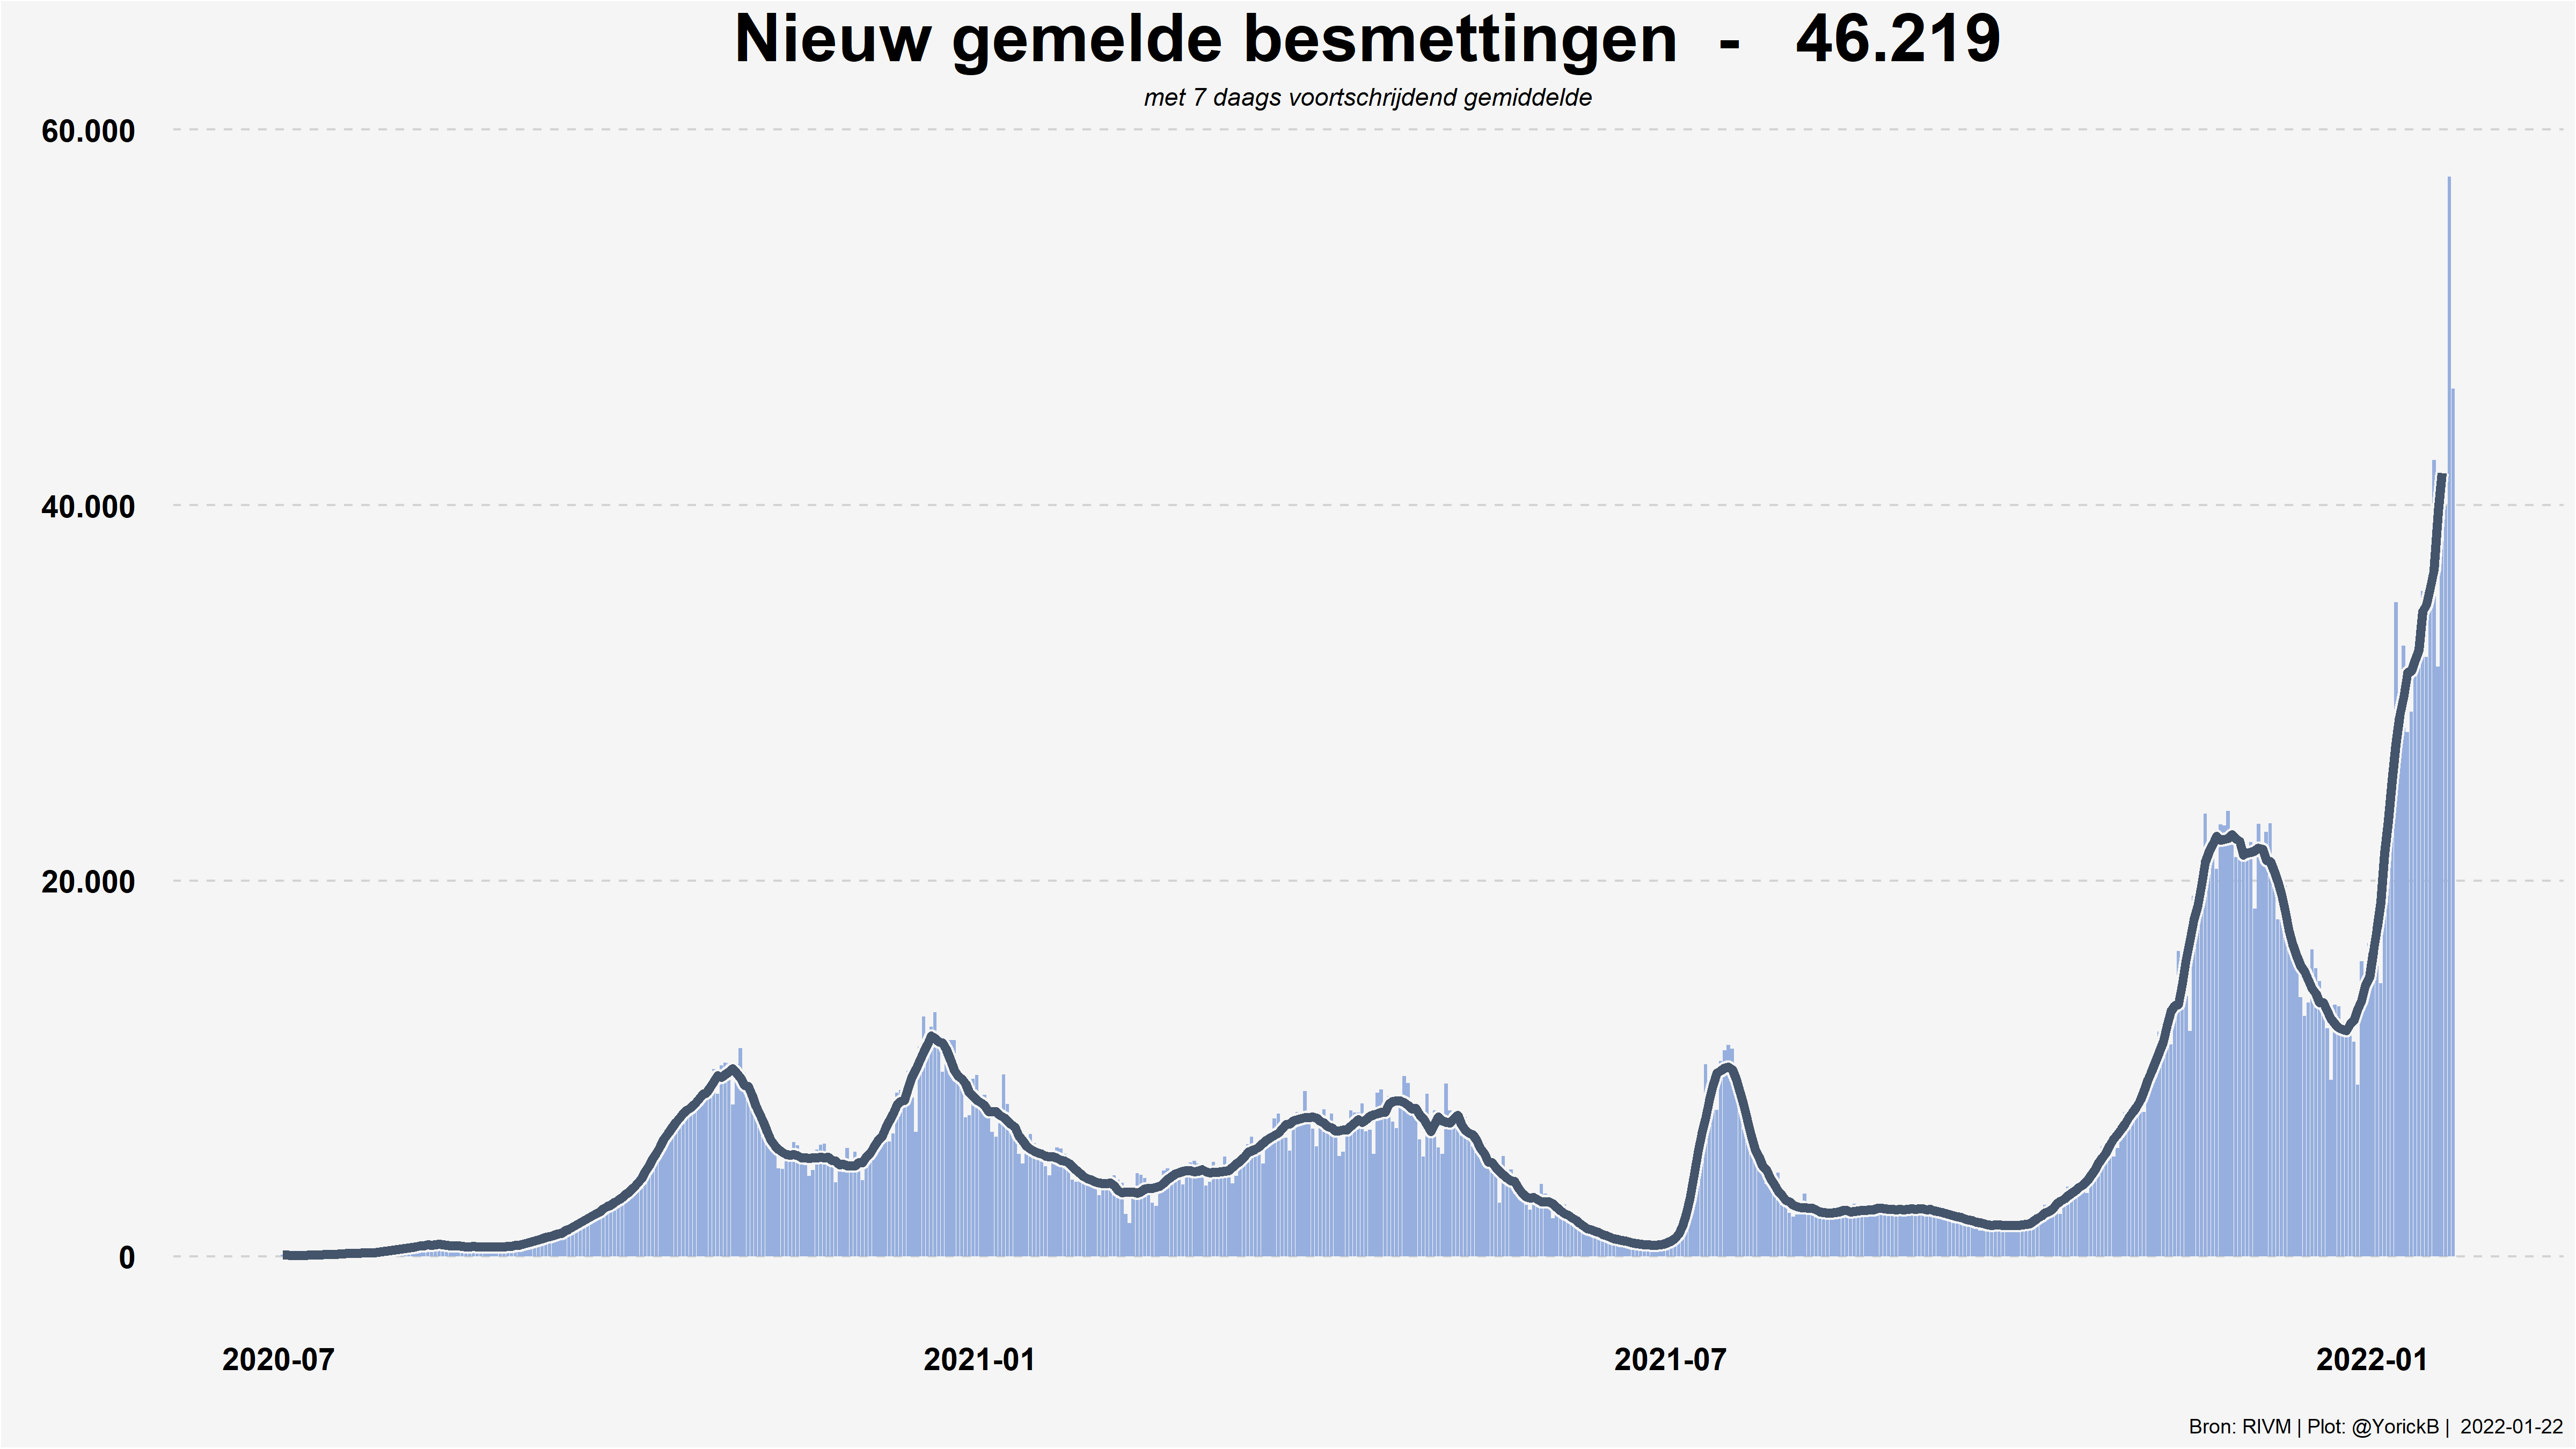 Nieuw gemelde besmettingen - 46.219
met 7 daags voortschrijdend gemiddelde
60.000
40.000
20.000
0
2020-07 2021-01 2021-07 2022-01
Bron: RIVM | Plot: @YorickB | 2022-01-22